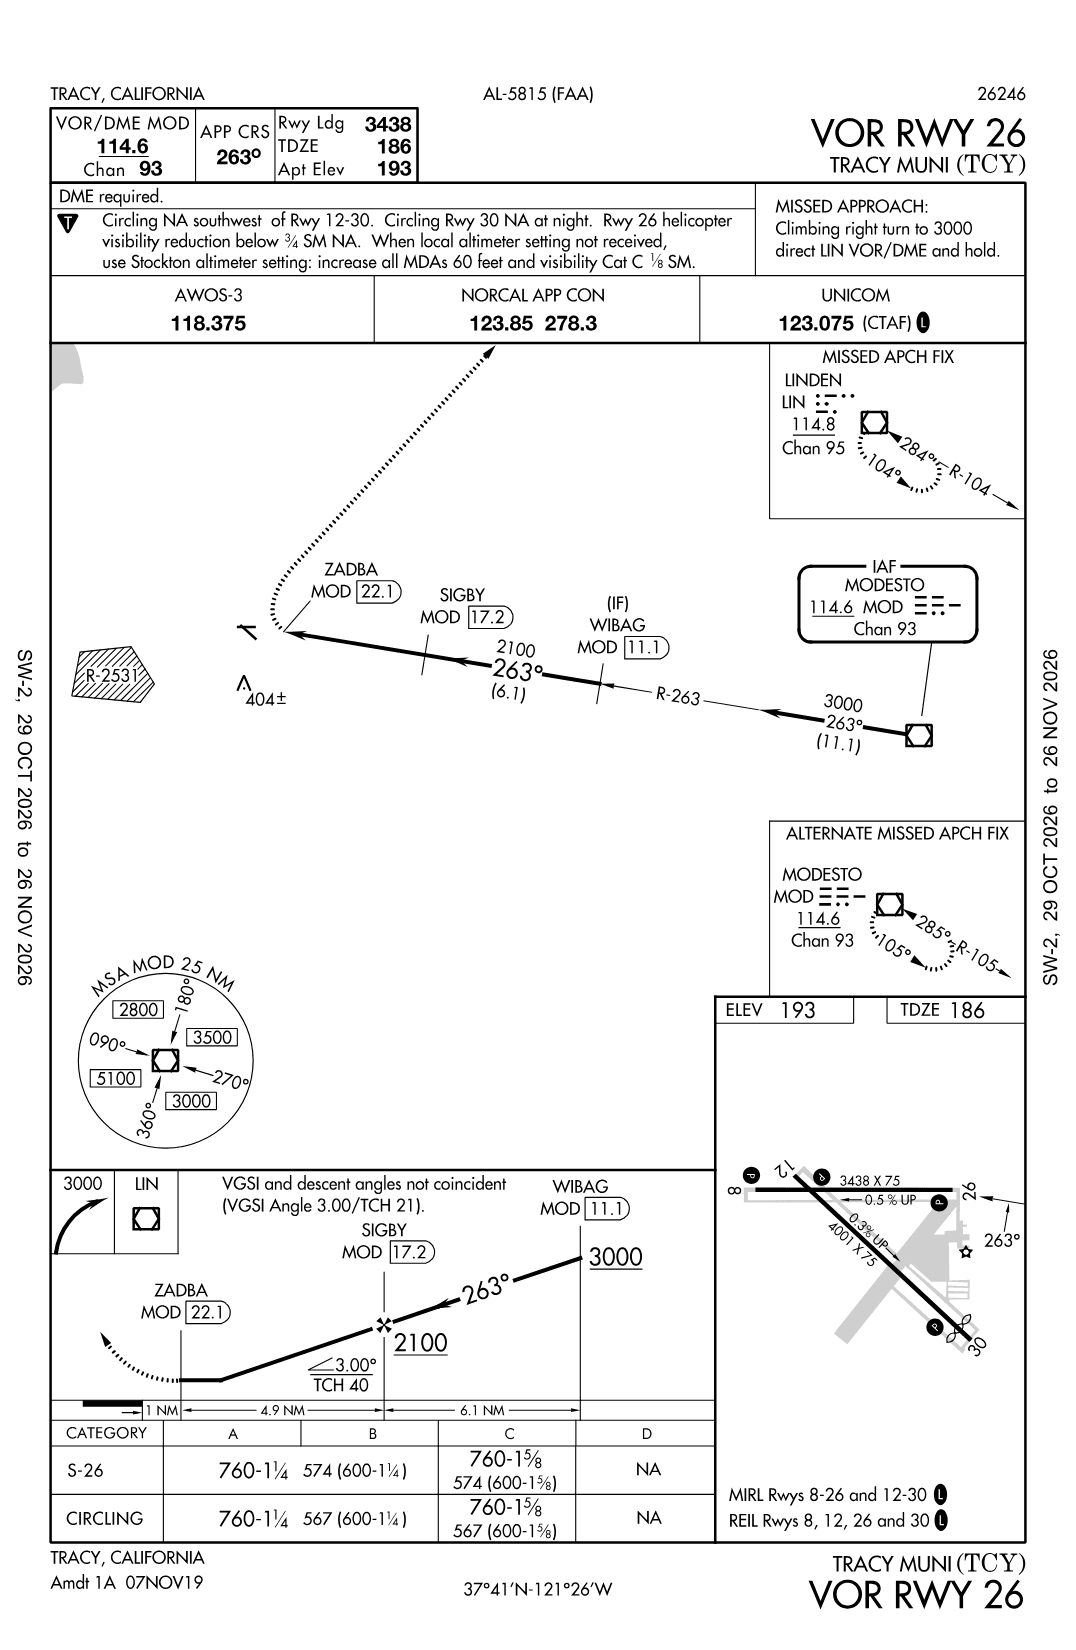 TRACY, CALIFORNIA
AL-5815 (FAA)
26246
VOR/DME MOD
114.6
Chan 93
APP CRS
263°
Rwy Ldg 3438
TDZE 186
Apt Elev 193
VOR RWY 26
TRACY MUNI (TCY)
DME required.
T
Circling NA southwest of Rwy 12-30. Circling Rwy 30 NA at night. Rwy 26 helicopter
visibility reduction below ¾ SM NA. When local altimeter setting not received,
use Stockton altimeter setting: increase all MDAs 60 feet and visibility Cat C ⅛ SM.
MISSED APPROACH:
Climbing right turn to 3000
direct LIN VOR/DME and hold.
AWOS-3
118.375
NORCAL APP CON
123.85 278.3
UNICOM
123.075 (CTAF) L
MISSED APCH FIX
LINDEN
LIN
114.8
Chan 95
284°
104°
R-104
ZADBA
MOD 22.1
SIGBY
MOD 17.2
(IF)
WIBAG
MOD 11.1
IAF
MODESTO
114.6 MOD
Chan 93
2100
263°
(6.1)
R-263
3000
263°
(11.1)
R-2531
404±
SW-2, 29 OCT 2026 to 26 NOV 2026
SW-2, 29 OCT 2026 to 26 NOV 2026
ALTERNATE MISSED APCH FIX
MODESTO
MOD
114.6
Chan 93
285°
105°
R-105
MSA MOD 25 NM
180°
2800
3500
090°
270°
5100
3000
360°
ELEV 193
TDZE 186
12
P
P
8
3438 X 75
0.5 % UP
P
26
263°
0.3% UP
4001 X 75
P
30
MIRL Rwys 8-26 and 12-30 L
REIL Rwys 8, 12, 26 and 30 L
3000
LIN
VGSI and descent angles not coincident
(VGSI Angle 3.00/TCH 21).
WIBAG
MOD 11.1
SIGBY
MOD 17.2
ZADBA
MOD 22.1
263°
3000
2100
3.00°
TCH 40
1 NM
4.9 NM
6.1 NM
CATEGORY A B C D
S-26 760-1¼ 574 (600-1¼) 760-1⅝ 574 (600-1⅝) NA
CIRCLING 760-1¼ 567 (600-1¼) 760-1⅝ 567 (600-1⅝) NA
TRACY, CALIFORNIA
Amdt 1A 07NOV19
37°41'N-121°26'W
TRACY MUNI (TCY)
VOR RWY 26